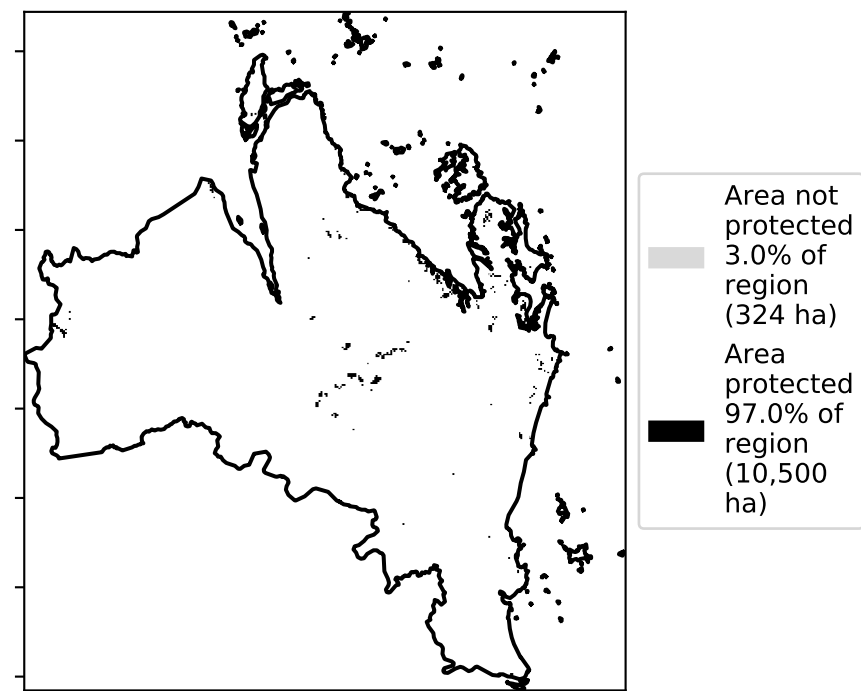 Area not
protected
3.0% of
region
(324 ha)
Area
protected
97.0% of
region
(10,500
ha)